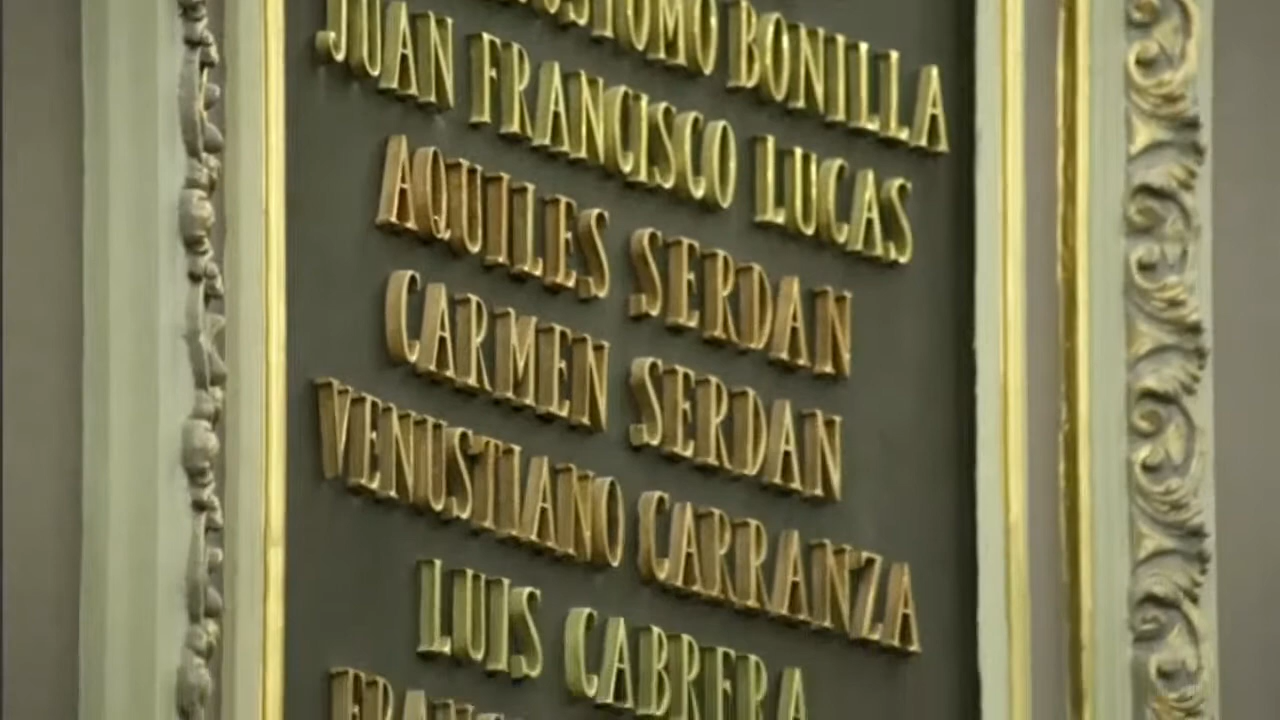 BONILLA
JUAN FRANCISCO LUCAS
AQUILES SERDAN
CARMEN SERDAN
VENUSTIANO CARRANZA
LUIS CABRERA